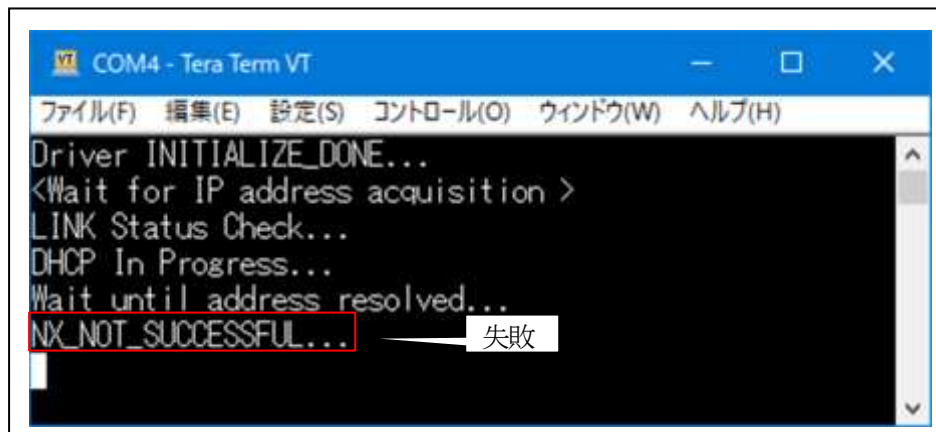 COM4 - Tera Term VT
ファイル(F) 編集(E) 設定(S) コントロール(O) ウィンドウ(W) ヘルプ(H)
Driver INITIALIZE_DONE...
<Wait for IP address acquisition >
LINK Status Check...
DHCP In Progress...
Wait until address resolved...
NX_NOT_SUCCESSFUL...
失敗